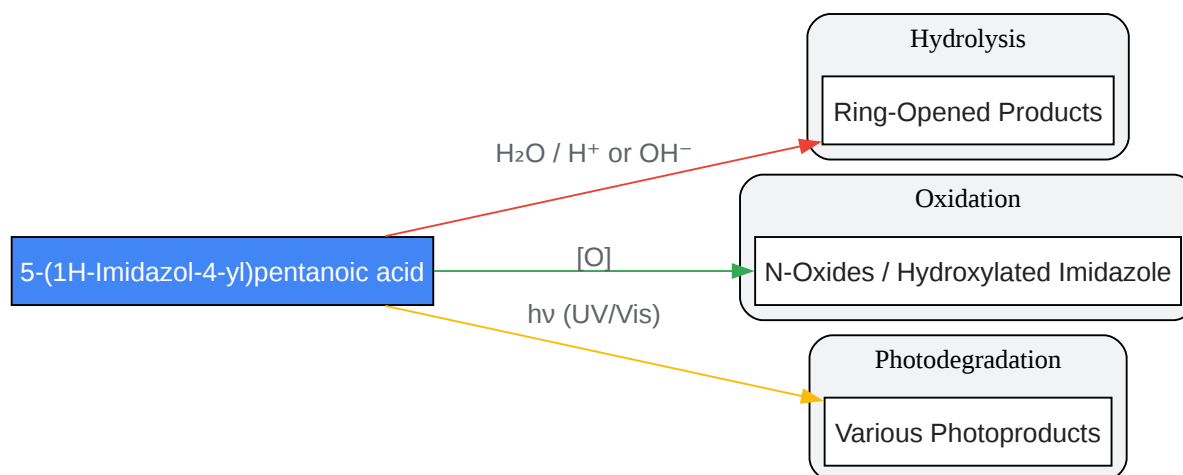 Hydrolysis
Ring-Opened Products
H₂O / H⁺ or OH⁻
Oxidation
5-(1H-Imidazol-4-yl)pentanoic acid
[O]
N-Oxides / Hydroxylated Imidazole
hν (UV/Vis)
Photodegradation
Various Photoproducts